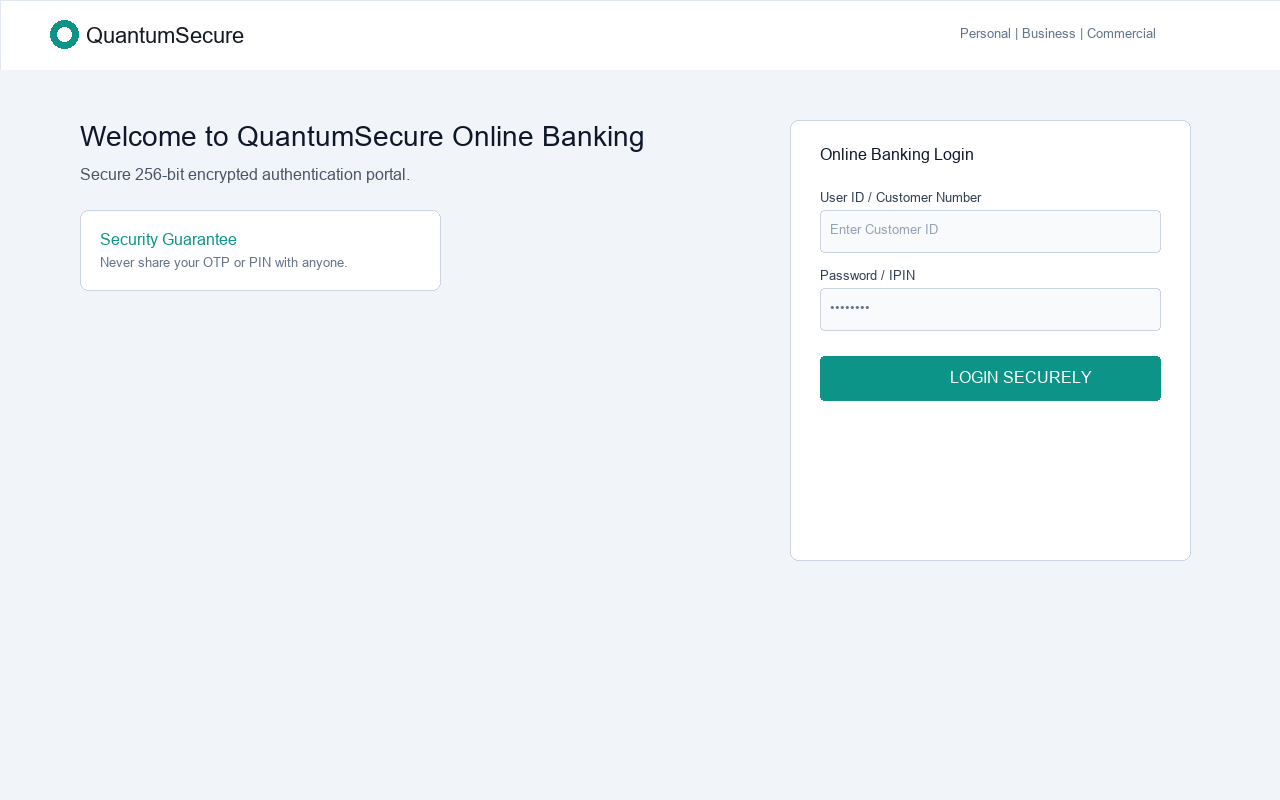 QuantumSecure
Personal | Business | Commercial
Welcome to QuantumSecure Online Banking
Secure 256-bit encrypted authentication portal.
Security Guarantee
Never share your OTP or PIN with anyone.
Online Banking Login
User ID / Customer Number
Enter Customer ID
Password / IPIN
••••••••
LOGIN SECURELY